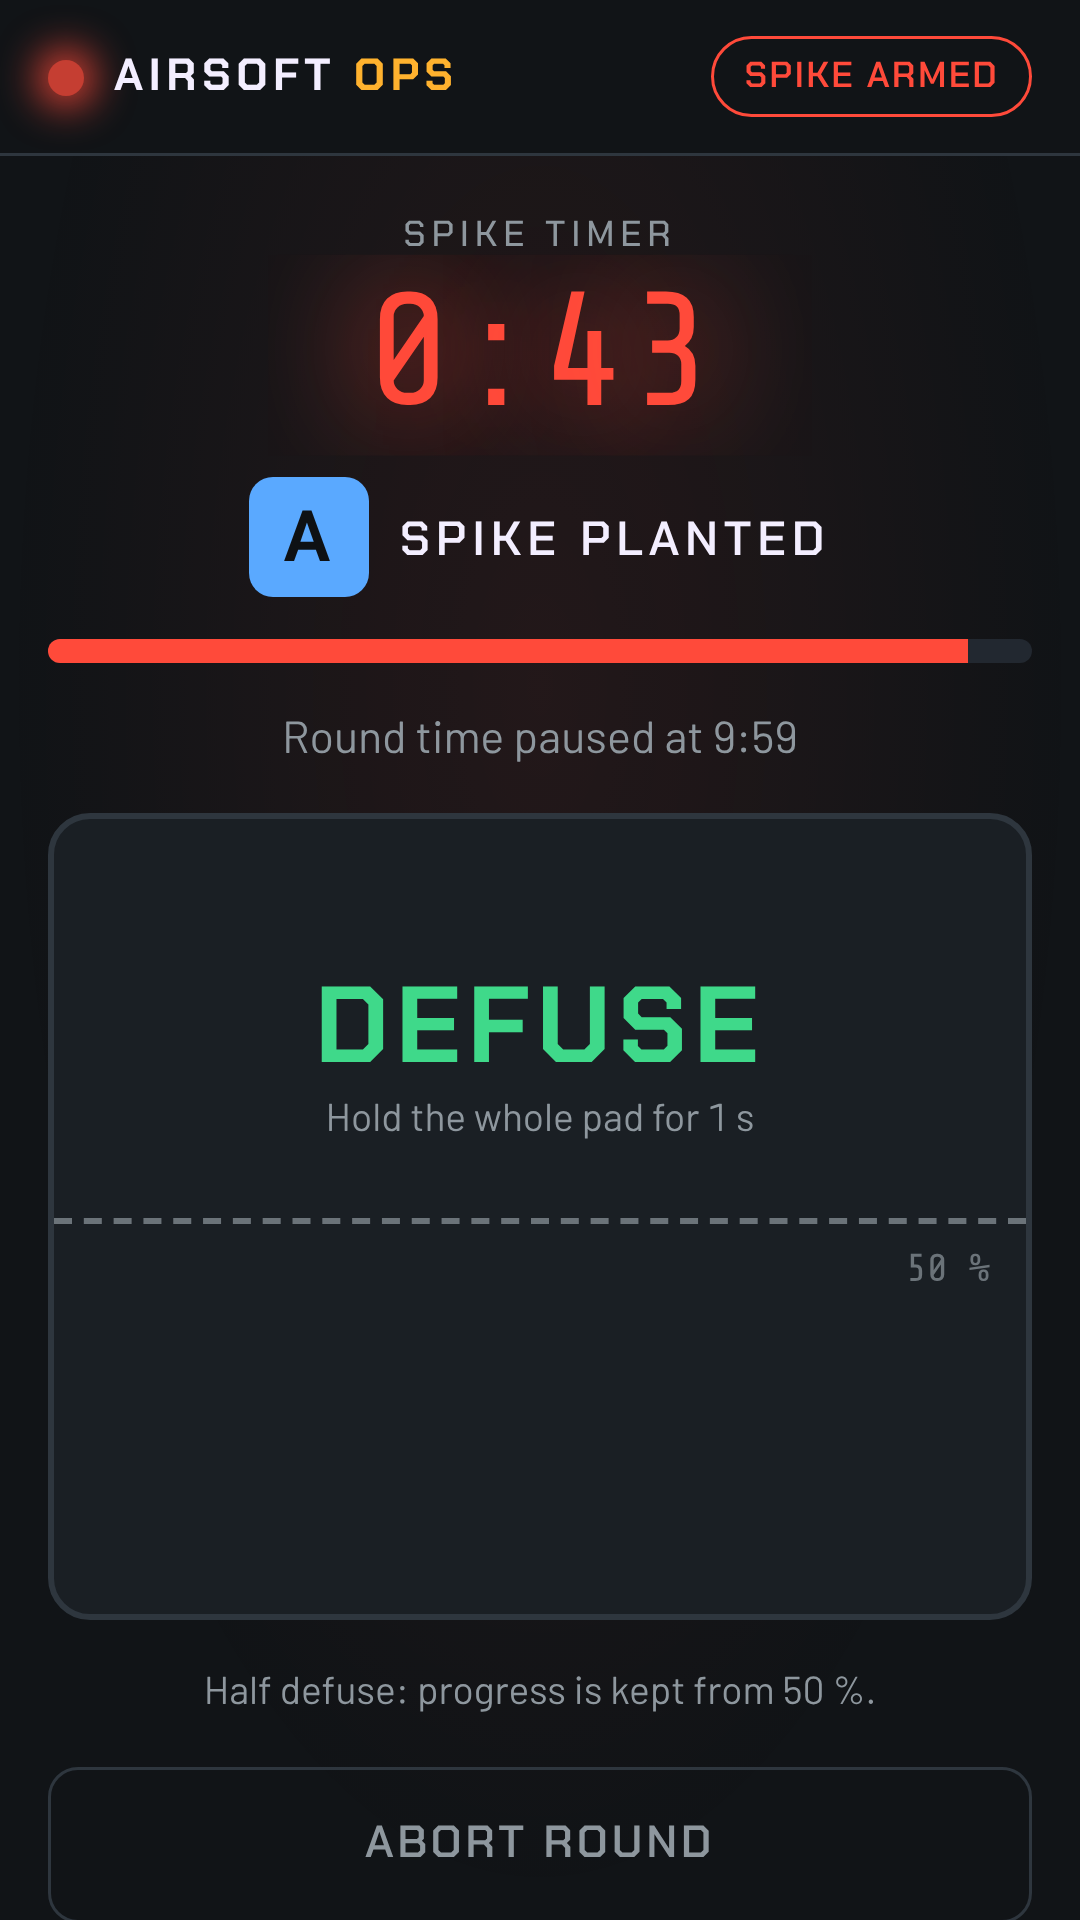 AIRSOFT OPS
SPIKE ARMED
SPIKE TIMER
0:43
A SPIKE PLANTED
Round time paused at 9:59
DEFUSE
Hold the whole pad for 1 s
50 %
Half defuse: progress is kept from 50 %.
ABORT ROUND